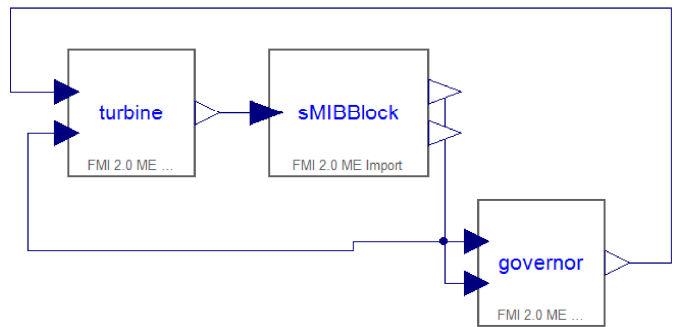 turbine
FMI 2.0 ME ...
sMIBBlock
FMI 2.0 ME Import
governor
FMI 2.0 ME ...